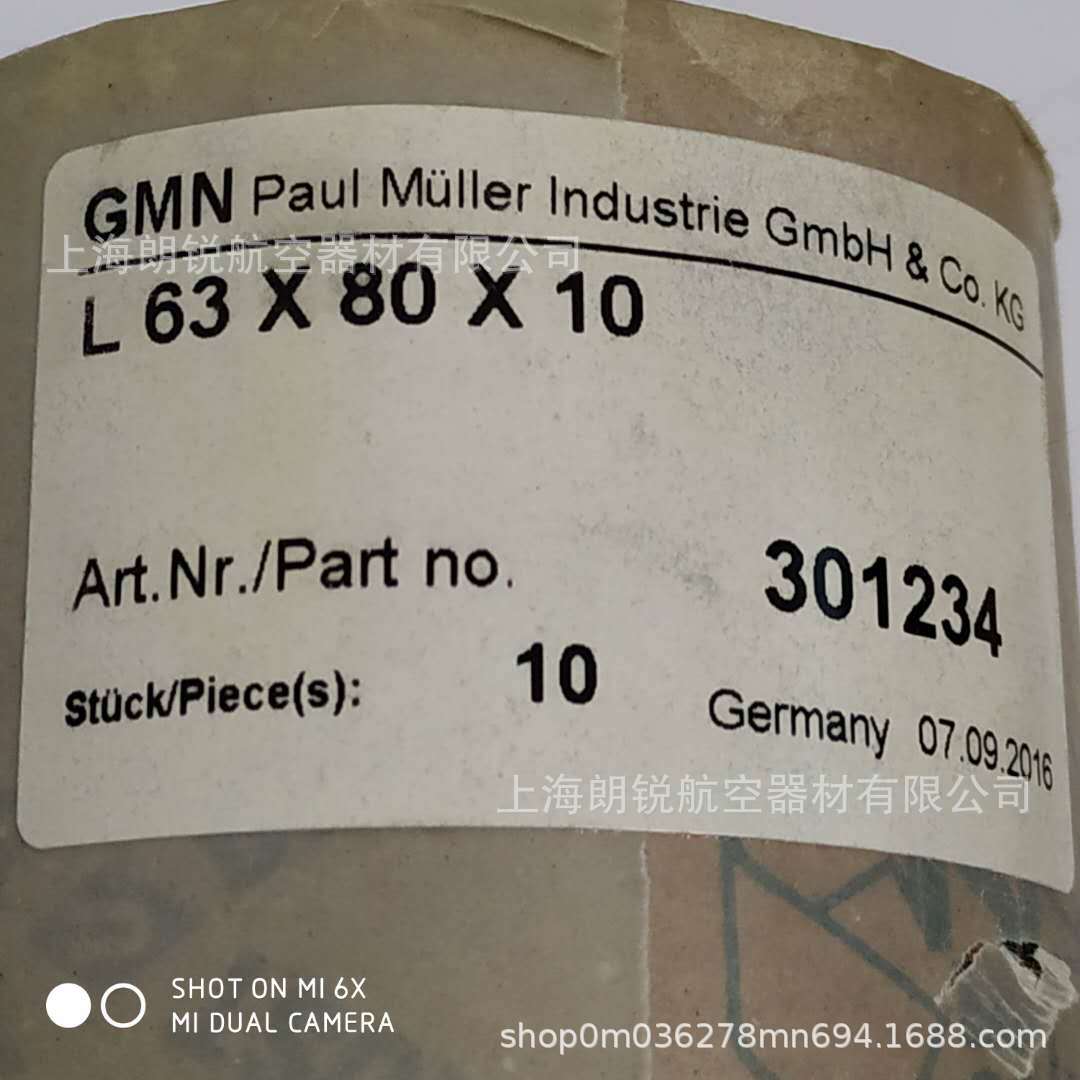 GMN Paul Müller Industrie GmbH & Co. KG
上海朗锐航空器材有限公司
L 63 X 80 X 10
Art.Nr./Part no. 301234
Stück/Piece(s): 10
Germany 07.09.2016
上海朗锐航空器材有限公司
SHOT ON MI 6X
MI DUAL CAMERA
shop0m036278mn694.1688.com